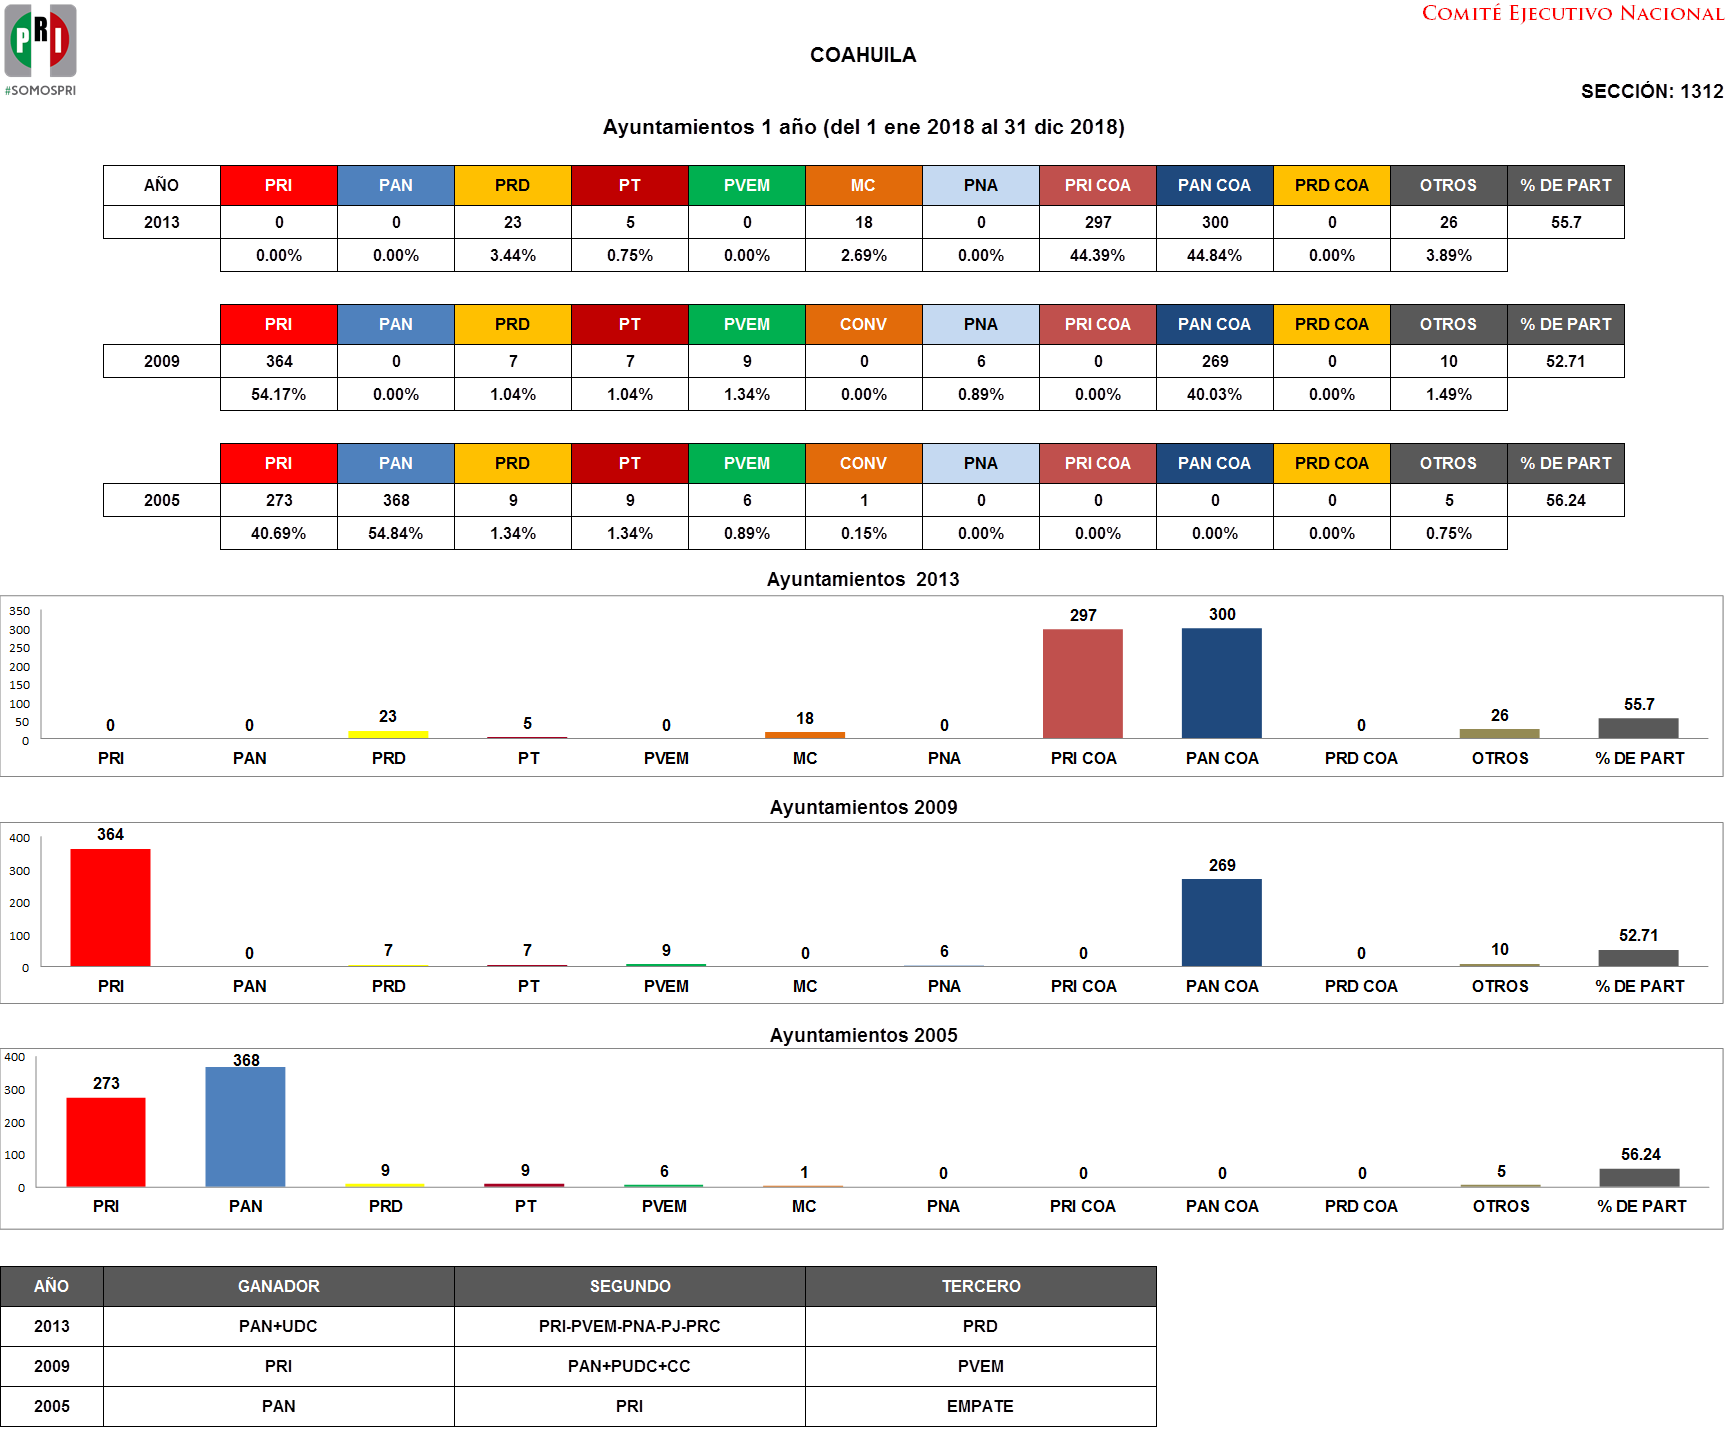 COMITÉ EJECUTIVO NACIONAL
PRI
#SOMOSPRI
COAHUILA
SECCIÓN: 1312
Ayuntamientos 1 año (del 1 ene 2018 al 31 dic 2018)
AÑO PRI PAN PRD PT PVEM MC PNA PRI COA PAN COA PRD COA OTROS % DE PART
2013 0 0 23 5 0 18 0 297 300 0 26 55.7
0.00% 0.00% 3.44% 0.75% 0.00% 2.69% 0.00% 44.39% 44.84% 0.00% 3.89%
PRI PAN PRD PT PVEM CONV PNA PRI COA PAN COA PRD COA OTROS % DE PART
2009 364 0 7 7 9 0 6 0 269 0 10 52.71
54.17% 0.00% 1.04% 1.04% 1.34% 0.00% 0.89% 0.00% 40.03% 0.00% 1.49%
PRI PAN PRD PT PVEM CONV PNA PRI COA PAN COA PRD COA OTROS % DE PART
2005 273 368 9 9 6 1 0 0 0 0 5 56.24
40.69% 54.84% 1.34% 1.34% 0.89% 0.15% 0.00% 0.00% 0.00% 0.00% 0.75%
Ayuntamientos 2013
350
300
250
200
150
100
50
0
0 0 23 5 0 18 0 297 300 0 26 55.7
PRI PAN PRD PT PVEM MC PNA PRI COA PAN COA PRD COA OTROS % DE PART
Ayuntamientos 2009
400
300
200
100
0
364 0 7 7 9 0 6 0 269 0 10 52.71
PRI PAN PRD PT PVEM MC PNA PRI COA PAN COA PRD COA OTROS % DE PART
Ayuntamientos 2005
400
300
200
100
0
273 368 9 9 6 1 0 0 0 0 5 56.24
PRI PAN PRD PT PVEM MC PNA PRI COA PAN COA PRD COA OTROS % DE PART
AÑO GANADOR SEGUNDO TERCERO
2013 PAN+UDC PRI-PVEM-PNA-PJ-PRC PRD
2009 PRI PAN+PUDC+CC PVEM
2005 PAN PRI EMPATE